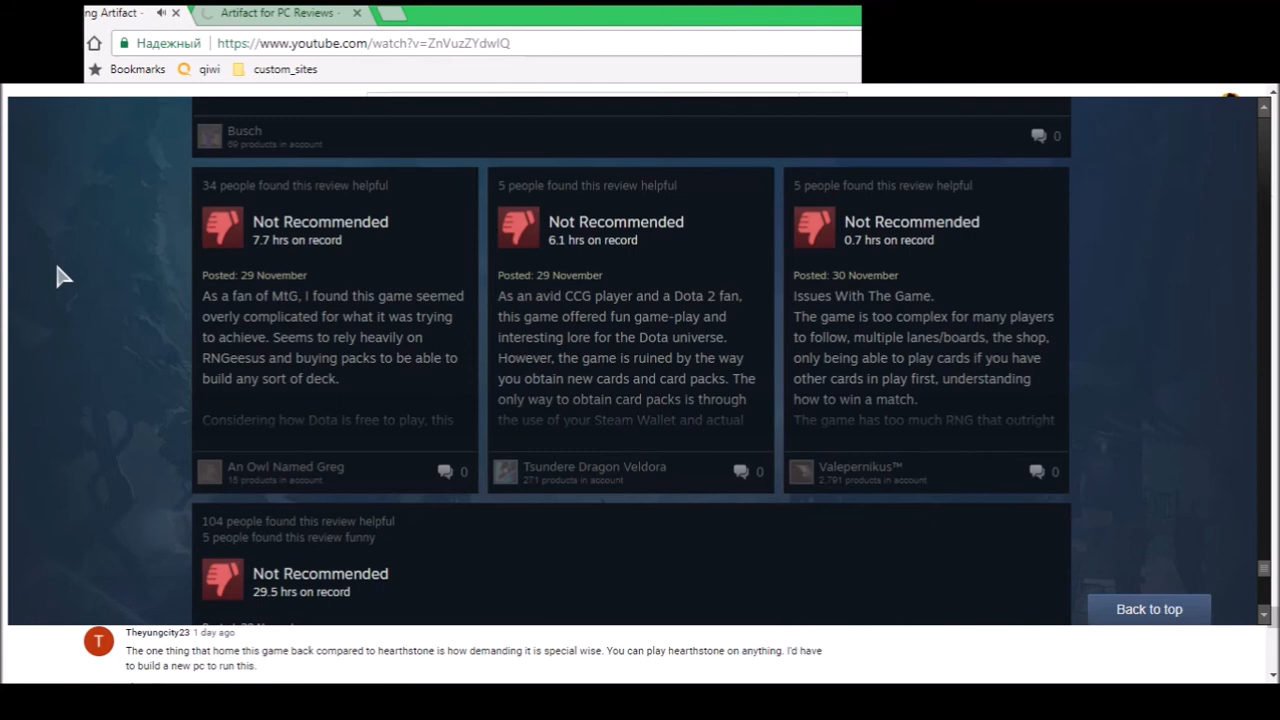 ng Artifact -
Artifact for PC Reviews -
Надежный
https://www.youtube.com/watch?v=ZnVuzZYdwIQ
Bookmarks
qiwi
custom_sites
Busch
69 products in account
0
34 people found this review helpful
Not Recommended
7.7 hrs on record
Posted: 29 November
As a fan of MtG, I found this game seemed
overly complicated for what it was trying
to achieve. Seems to rely heavily on
RNGeesus and buying packs to be able to
build any sort of deck.
Considering how Dota is free to play, this
An Owl Named Greg
15 products in account
0
5 people found this review helpful
Not Recommended
6.1 hrs on record
Posted: 29 November
As an avid CCG player and a Dota 2 fan,
this game offered fun game-play and
interesting lore for the Dota universe.
However, the game is ruined by the way
you obtain new cards and card packs. The
only way to obtain card packs is through
the use of your Steam Wallet and actual
Tsundere Dragon Veldora
271 products in account
0
5 people found this review helpful
Not Recommended
0.7 hrs on record
Posted: 30 November
Issues With The Game.
The game is too complex for many players
to follow, multiple lanes/boards, the shop,
only being able to play cards if you have
other cards in play first, understanding
how to win a match.
The game has too much RNG that outright
Valepernikus™
2,791 products in account
0
104 people found this review helpful
5 people found this review funny
Not Recommended
29.5 hrs on record
Back to top
T
Theyungcity23 1 day ago
The one thing that home this game back compared to hearthstone is how demanding it is special wise. You can play hearthstone on anything. I'd have
to build a new pc to run this.